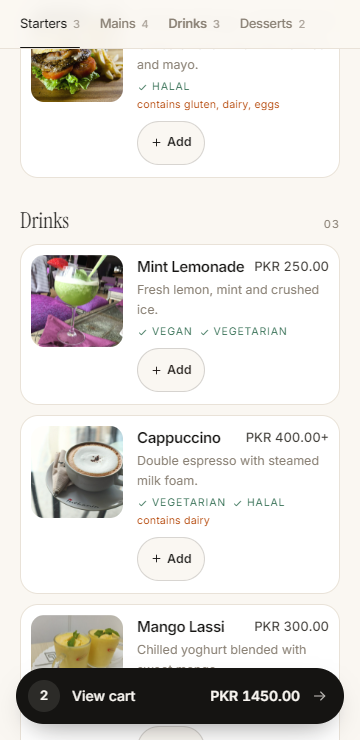 Starters 3 Mains 4 Drinks 3 Desserts 2
and mayo.
✓ HALAL
contains gluten, dairy, eggs
+ Add
Drinks 03
Mint Lemonade PKR 250.00
Fresh lemon, mint and crushed
ice.
✓ VEGAN ✓ VEGETARIAN
+ Add
Cappuccino PKR 400.00+
Double espresso with steamed
milk foam.
✓ VEGETARIAN ✓ HALAL
contains dairy
+ Add
Mango Lassi PKR 300.00
Chilled yoghurt blended with
sweet mango.
2 View cart PKR 1450.00 →